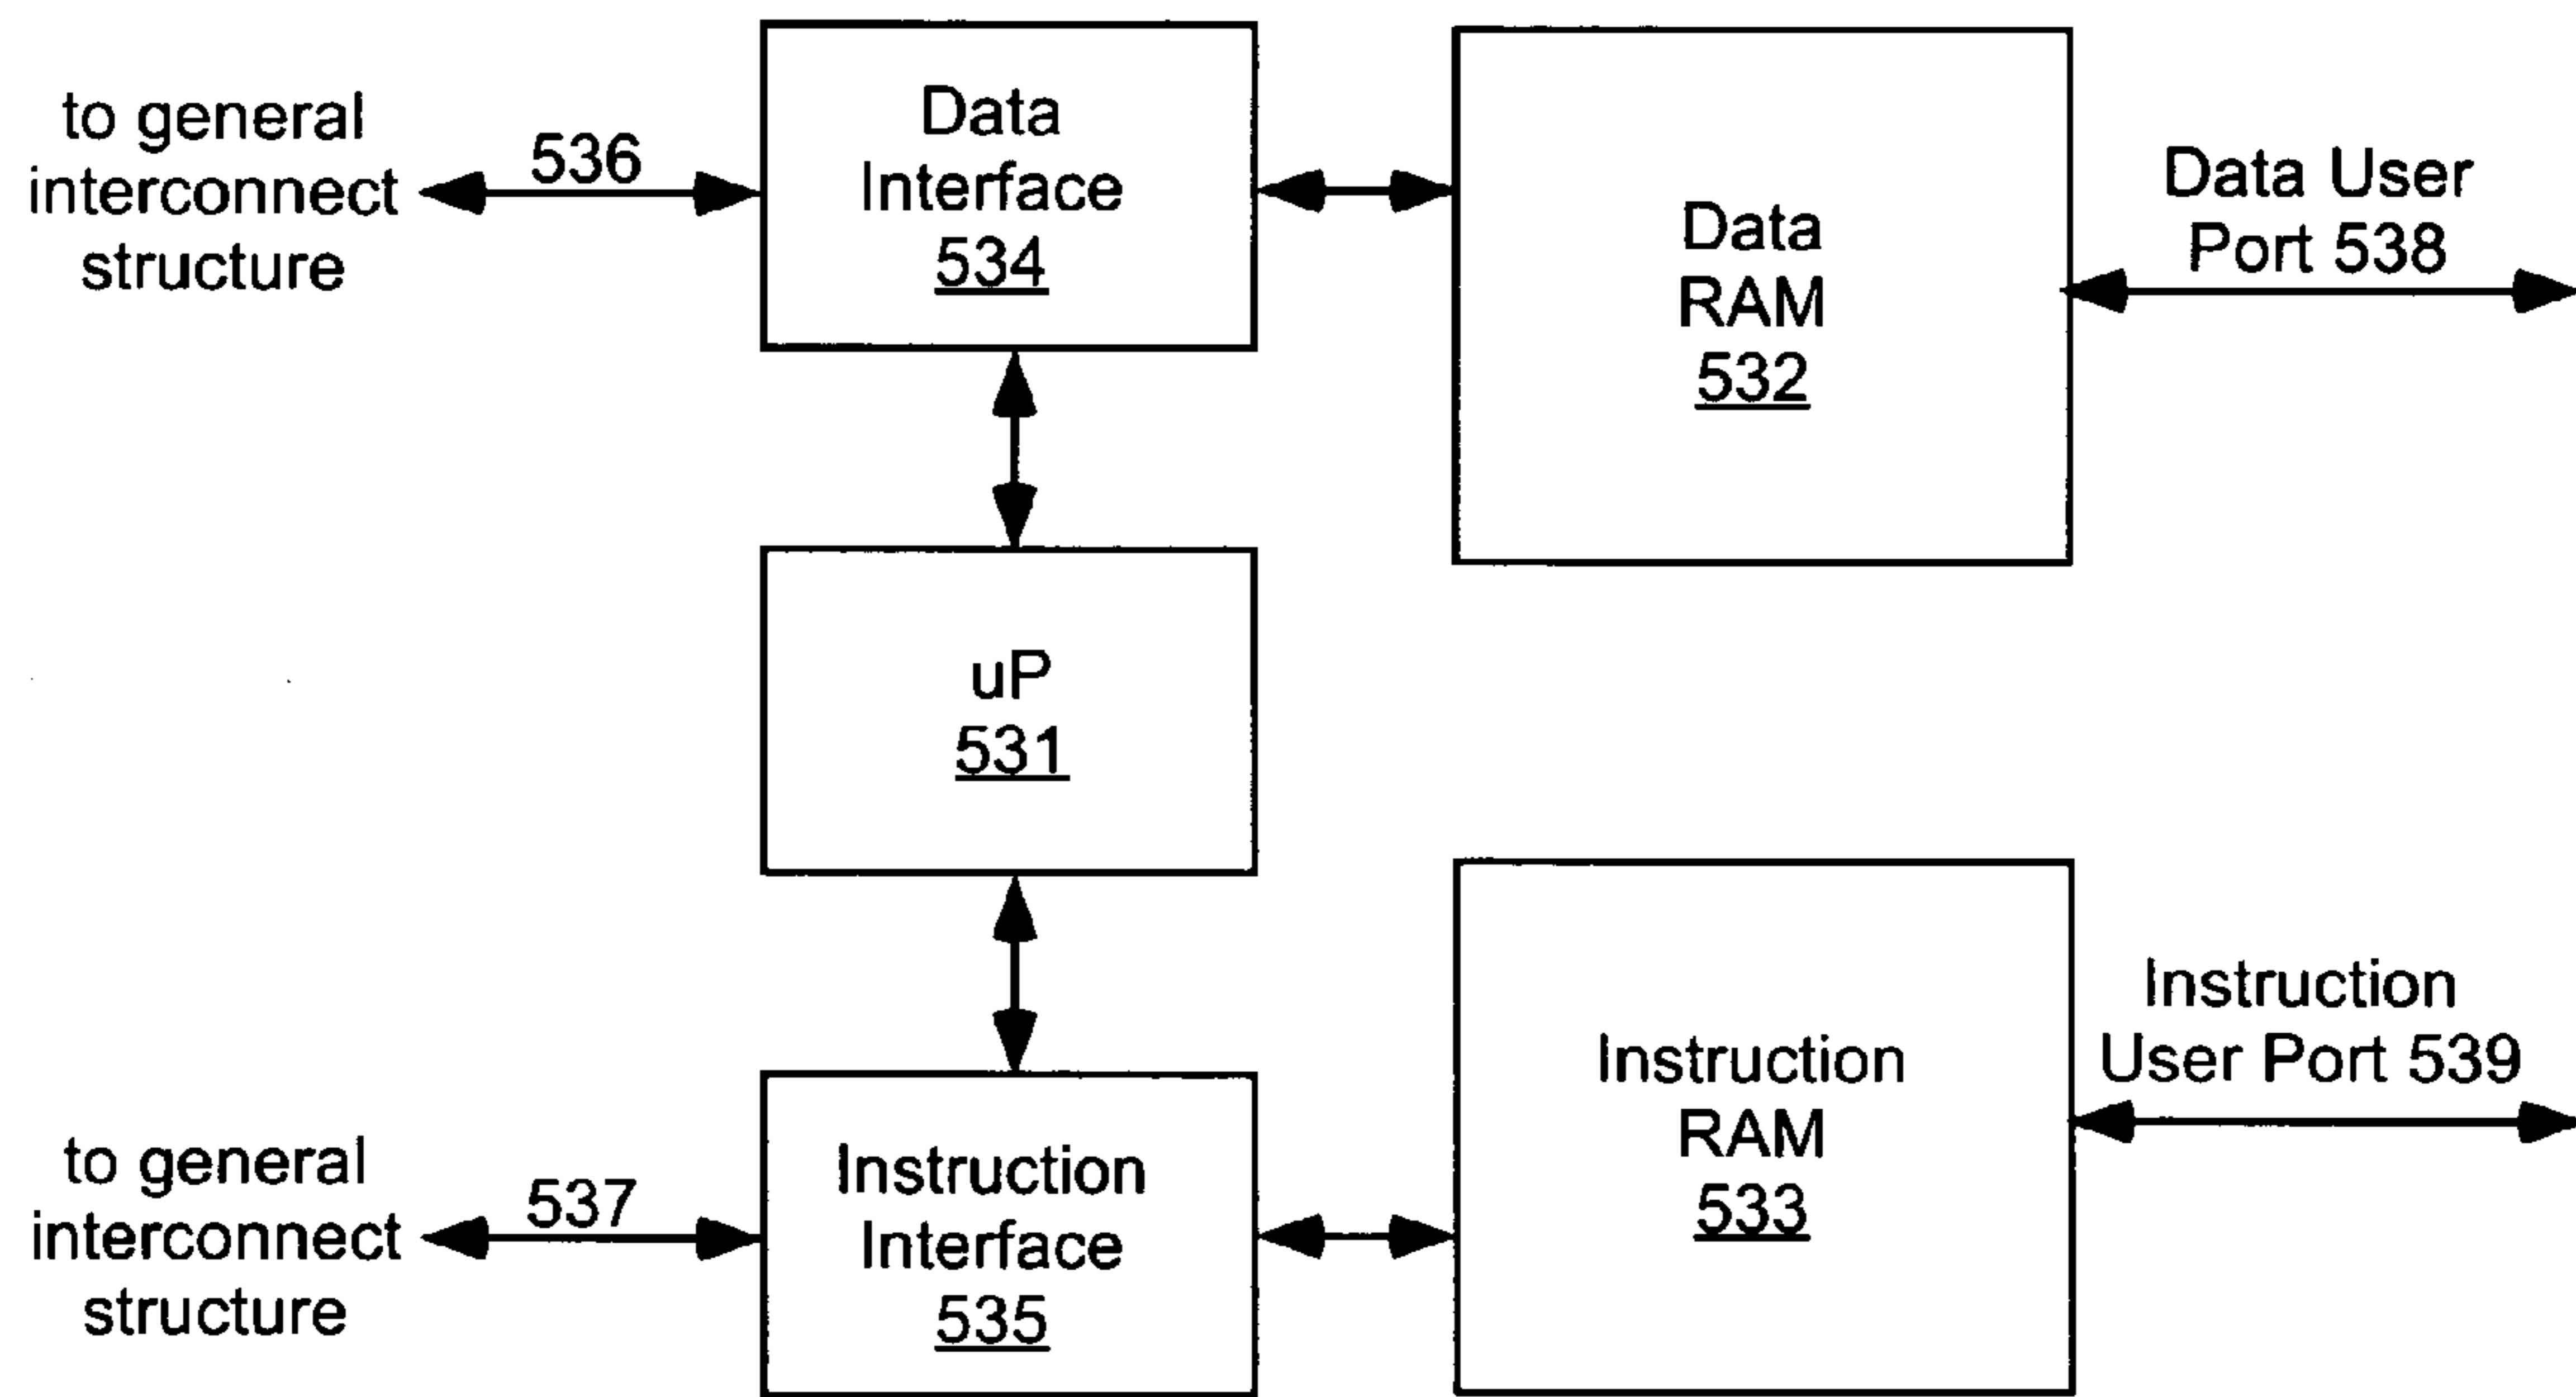 to general
interconnect
structure
536
Data
Interface
534
Data
RAM
532
Data User
Port 538
uP
531
to general
interconnect
structure
537
Instruction
Interface
535
Instruction
RAM
533
Instruction
User Port 539